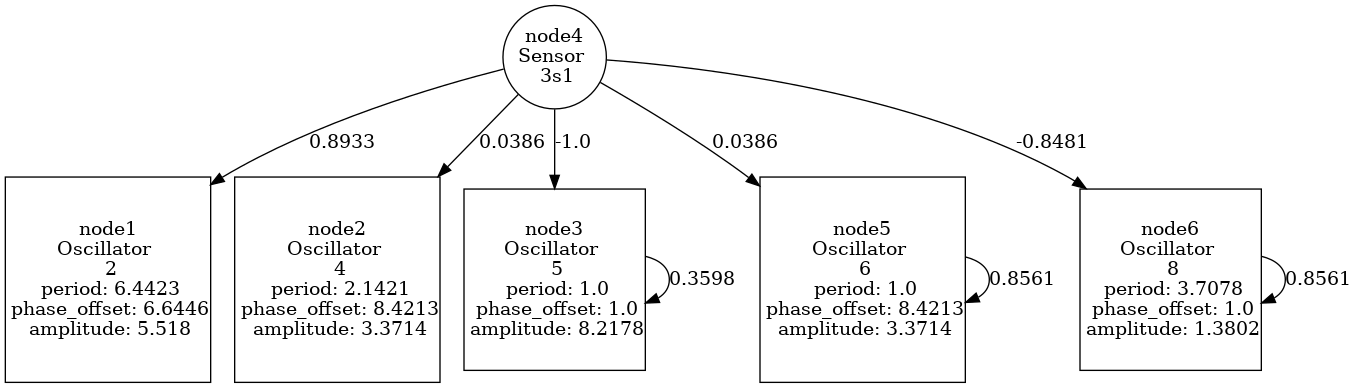 node4
Sensor
3s1
0.8933
0.0386
-1.0
0.0386
-0.8481
node1
Oscillator
2
period: 6.4423
phase_offset: 6.6446
amplitude: 5.518
node2
Oscillator
4
period: 2.1421
phase_offset: 8.4213
amplitude: 3.3714
node3
Oscillator
5
period: 1.0
phase_offset: 1.0
amplitude: 8.2178
0.3598
node5
Oscillator
6
period: 1.0
phase_offset: 8.4213
amplitude: 3.3714
0.8561
node6
Oscillator
8
period: 3.7078
phase_offset: 1.0
amplitude: 1.3802
0.8561